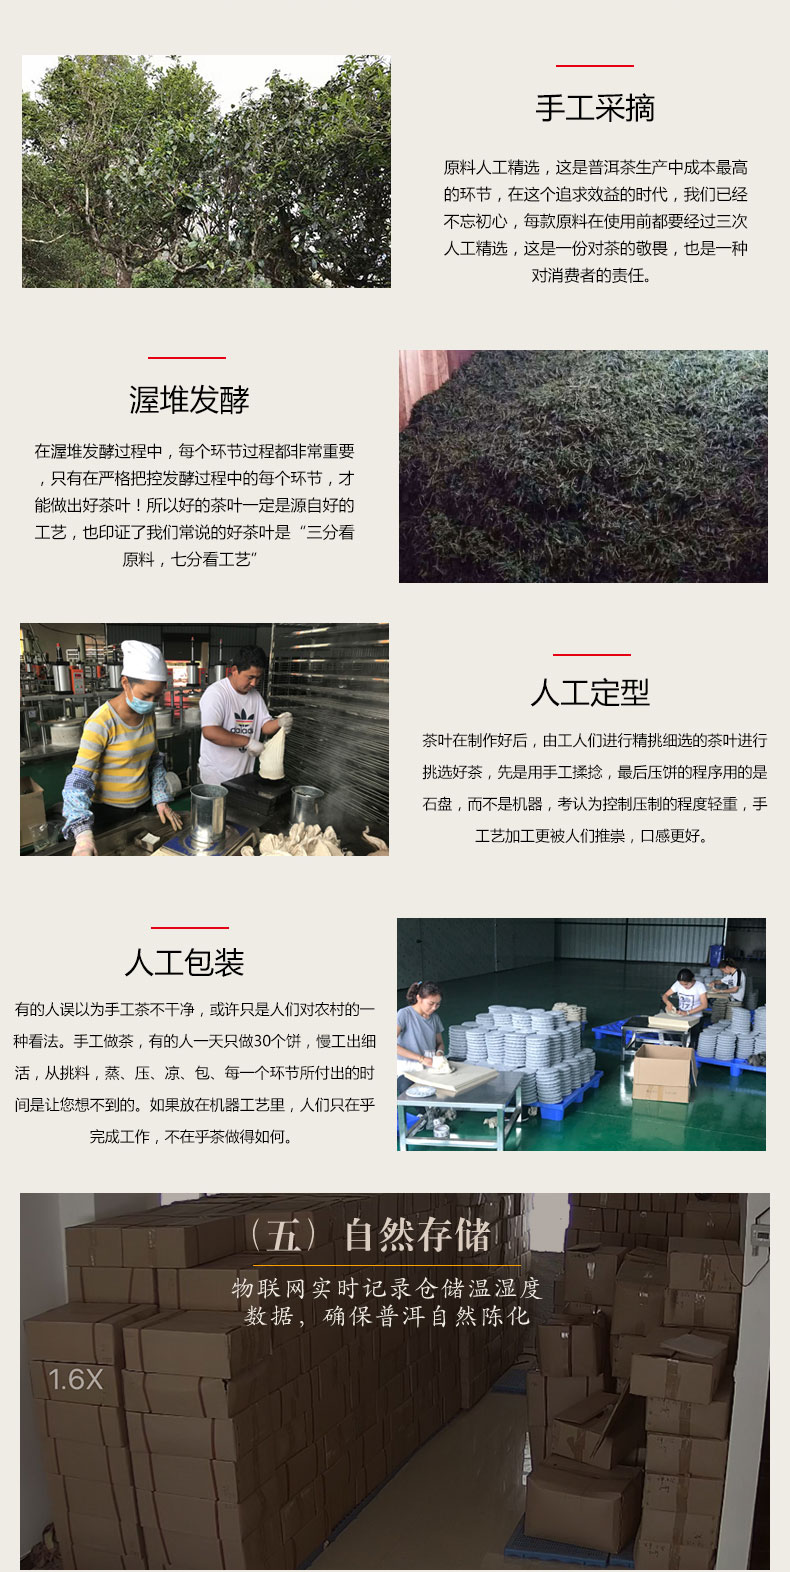 手工采摘
原料人工精选，这是普洱茶生产中成本最高
的环节，在这个追求效益的时代，我们已经
不忘初心，每款原料在使用前都要经过三次
人工精选，这是一份对茶的敬畏，也是一种
对消费者的责任。
渥堆发酵
在渥堆发酵过程中，每个环节过程都非常重要
，只有在严格把控发酵过程中的每个环节，才
能做出好茶叶！所以好的茶叶一定是源自好的
工艺，也印证了我们常说的好茶叶是“三分看
原料，七分看工艺”
人工定型
茶叶在制作好后，由工人们进行精挑细选的茶叶进行
挑选好茶，先是用手工揉捻，最后压饼的程序用的是
石盘，而不是机器，考认为控制压制的程度轻重，手
工艺加工更被人们推崇，口感更好。
人工包装
有的人误以为手工茶不干净，或许只是人们对农村的一
种看法。手工做茶，有的人一天只做30个饼，慢工出细
活，从挑料，蒸、压、凉、包、每一个环节所付出的时
间是让您想不到的。如果放在机器工艺里，人们只在乎
完成工作，不在乎茶做得如何。
（五）自然存储
物联网实时记录仓储温湿度
数据，确保普洱自然陈化
1.6X